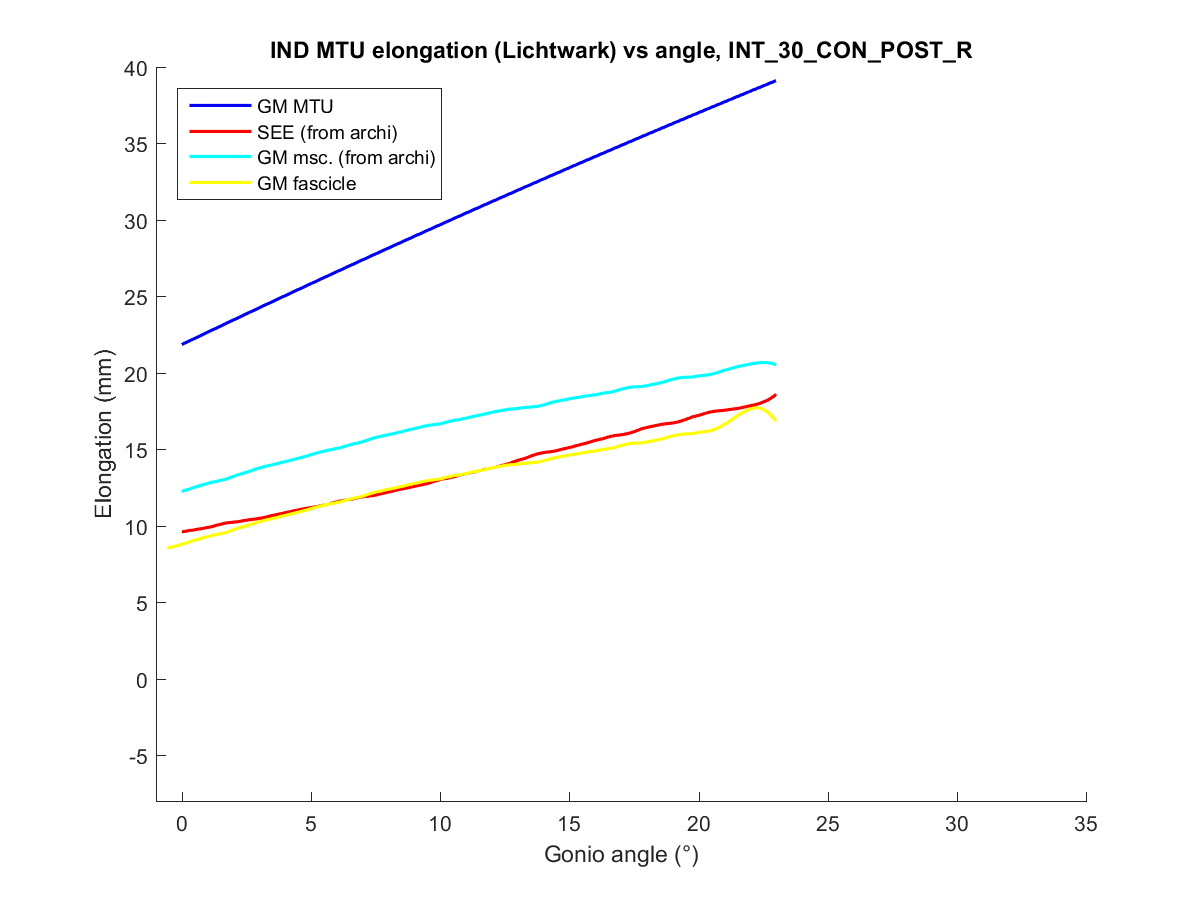 IND MTU elongation (Lichtwark) vs angle, INT_30_CON_POST_R
GM MTU
SEE (from archi)
GM msc. (from archi)
GM fascicle
40
35
30
25
20
15
10
5
0
-5
Elongation (mm)
0 5 10 15 20 25 30 35
Gonio angle (°)